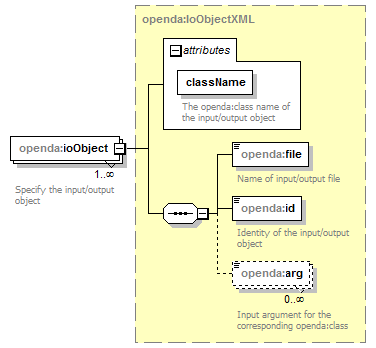 openda:IoObjectXML
attributes
className
The openda:class name of
the input/output object
openda:ioObject
1..∞
Specify the input/output
object
openda:file
Name of input/output file
openda:id
Identity of the input/output
object
openda:arg
0..∞
Input argument for the
corresponding openda:class